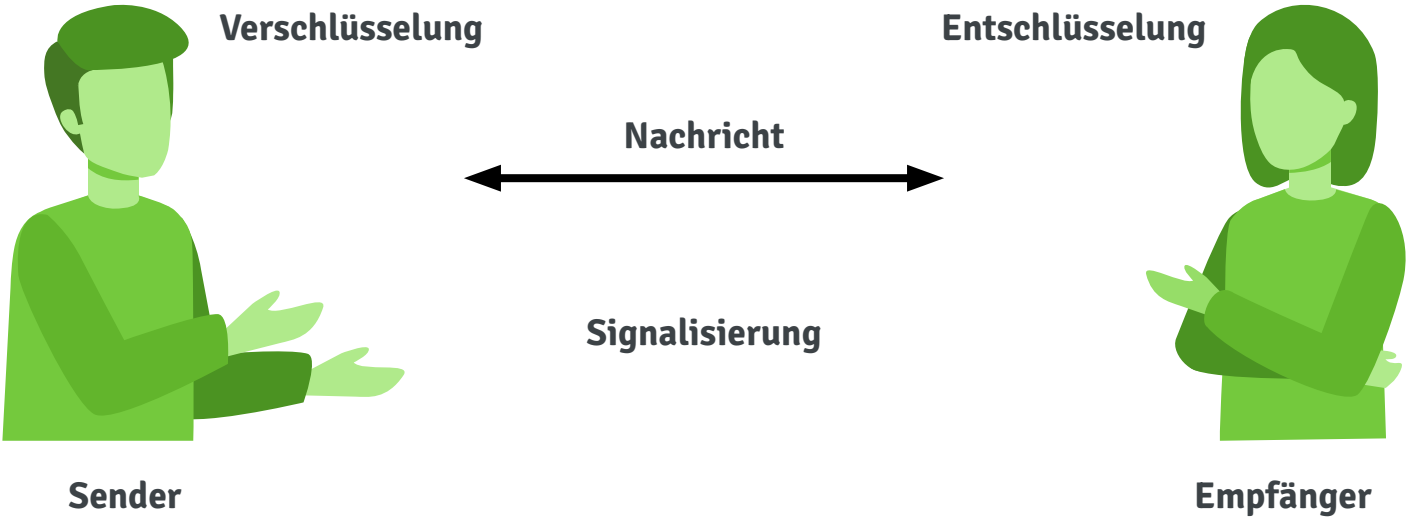 Verschlüsselung
Entschlüsselung
Nachricht
Signalisierung
Sender
Empfänger